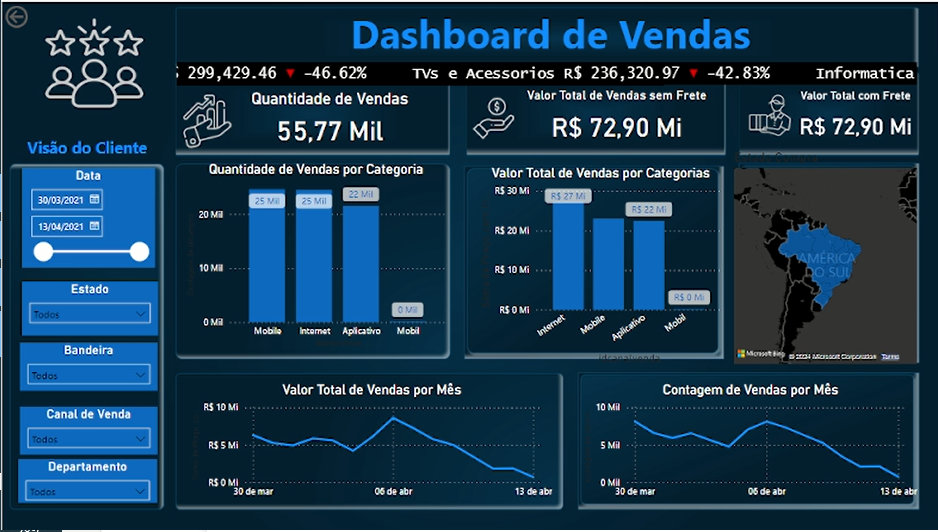 Dashboard de Vendas
299,429.46 ▼ -46.62% TVs e Acessorios R$ 236,320.97 ▼ -42.83% Informatica
Quantidade de Vendas
55,77 Mil
Valor Total de Vendas sem Frete
R$ 72,90 Mi
Valor Total com Frete
R$ 72,90 Mi
Visão do Cliente
Data
30/03/2021
13/04/2021
Estado
Todos
Bandeira
Todos
Canal de Venda
Todos
Departamento
Todos
Quantidade de Vendas por Categoria
20 Mil
10 Mil
0 Mil
25 Mil
25 Mil
22 Mil
0 Mil
Mobile
Internet
Aplicativo
Mobil
Valor Total de Vendas por Categorias
R$ 30 Mi
R$ 20 Mi
R$ 10 Mi
R$ 0 Mi
R$ 27 Mi
R$ 22 Mi
R$ 0 Mi
Internet
Mobile
Aplicativo
Mobil
AMÉRICA
DO SUL
Microsoft Bing
© 2024 Microsoft Corporation Terms
Valor Total de Vendas por Mês
R$ 10 Mi
R$ 5 Mi
R$ 0 Mi
30 de mar
06 de abr
13 de abr
Contagem de Vendas por Mês
10 Mil
5 Mil
0 Mil
30 de mar
06 de abr
13 de abr